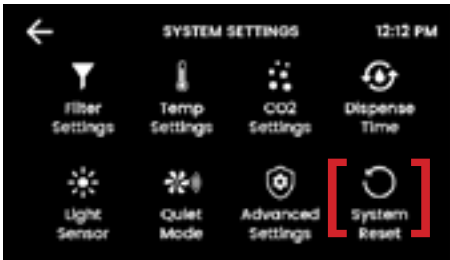 SYSTEM SETTINGS 12:12 PM
Filter Temp CO2 Dispense
Settings Settings Settings Time
Light Quiet Advanced System
Sensor Mode Settings Reset